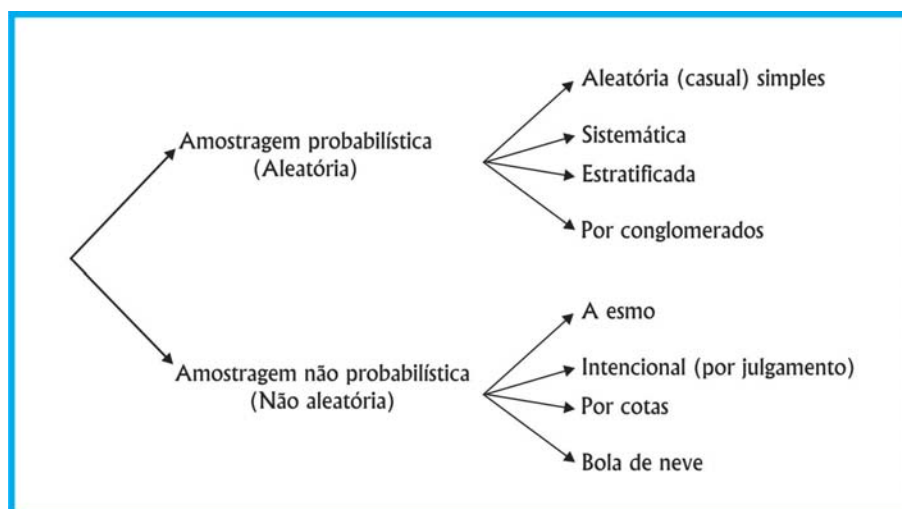 Amostragem probabilística
(Aleatória)
Aleatória (casual) simples
Sistemática
Estratificada
Por conglomerados
Amostragem não probabilística
(Não aleatória)
A esmo
Intencional (por julgamento)
Por cotas
Bola de neve